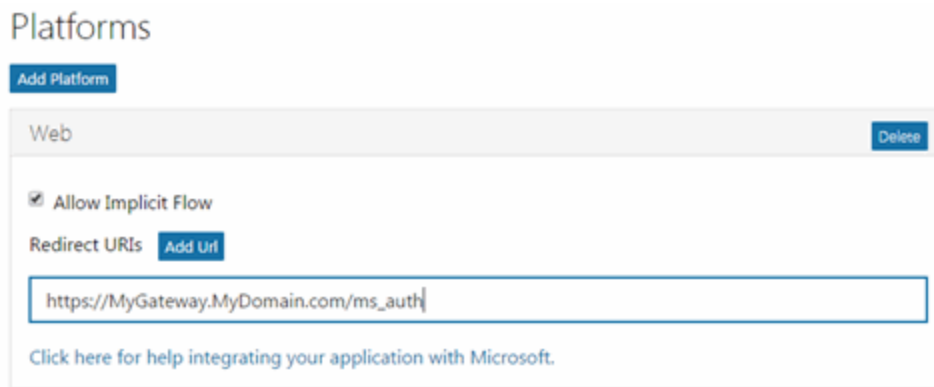 Platforms
Add Platform
Web
Delete
Allow Implicit Flow
Redirect URIs Add Url
https://MyGateway.MyDomain.com/ms_auth
Click here for help integrating your application with Microsoft.